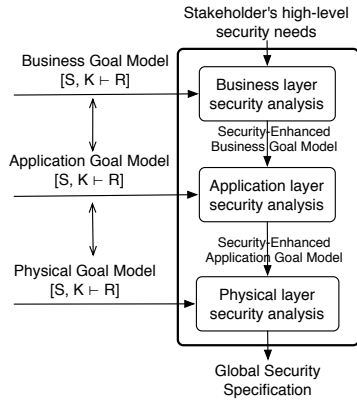 Stakeholder's high-level
security needs
Business Goal Model
[S, K ⊢ R]
Business layer
security analysis
Security-Enhanced
Business Goal Model
Application Goal Model
[S, K ⊢ R]
Application layer
security analysis
Security-Enhanced
Application Goal Model
Physical Goal Model
[S, K ⊢ R]
Physical layer
security analysis
Global Security
Specification